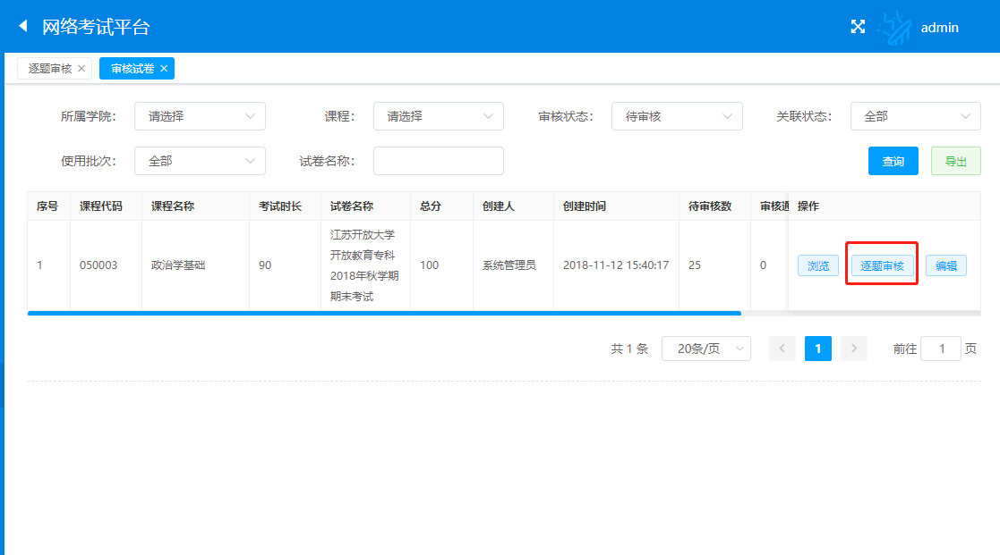 网络考试平台
admin
逐题审核 ×
审核试卷 ×
所属学院： 请选择
课程： 请选择
审核状态： 待审核
关联状态： 全部
使用批次： 全部
试卷名称：
查询
导出
序号 课程代码 课程名称 考试时长 试卷名称 总分 创建人 创建时间 待审核数 审核通 操作
1 050003 政治学基础 90
江苏开放大学
开放教育专科
2018年秋学期
期末考试
100 系统管理员 2018-11-12 15:40:17 25 0 浏览 逐题审核 编辑
共 1 条 20条/页 < 1 > 前往 1 页